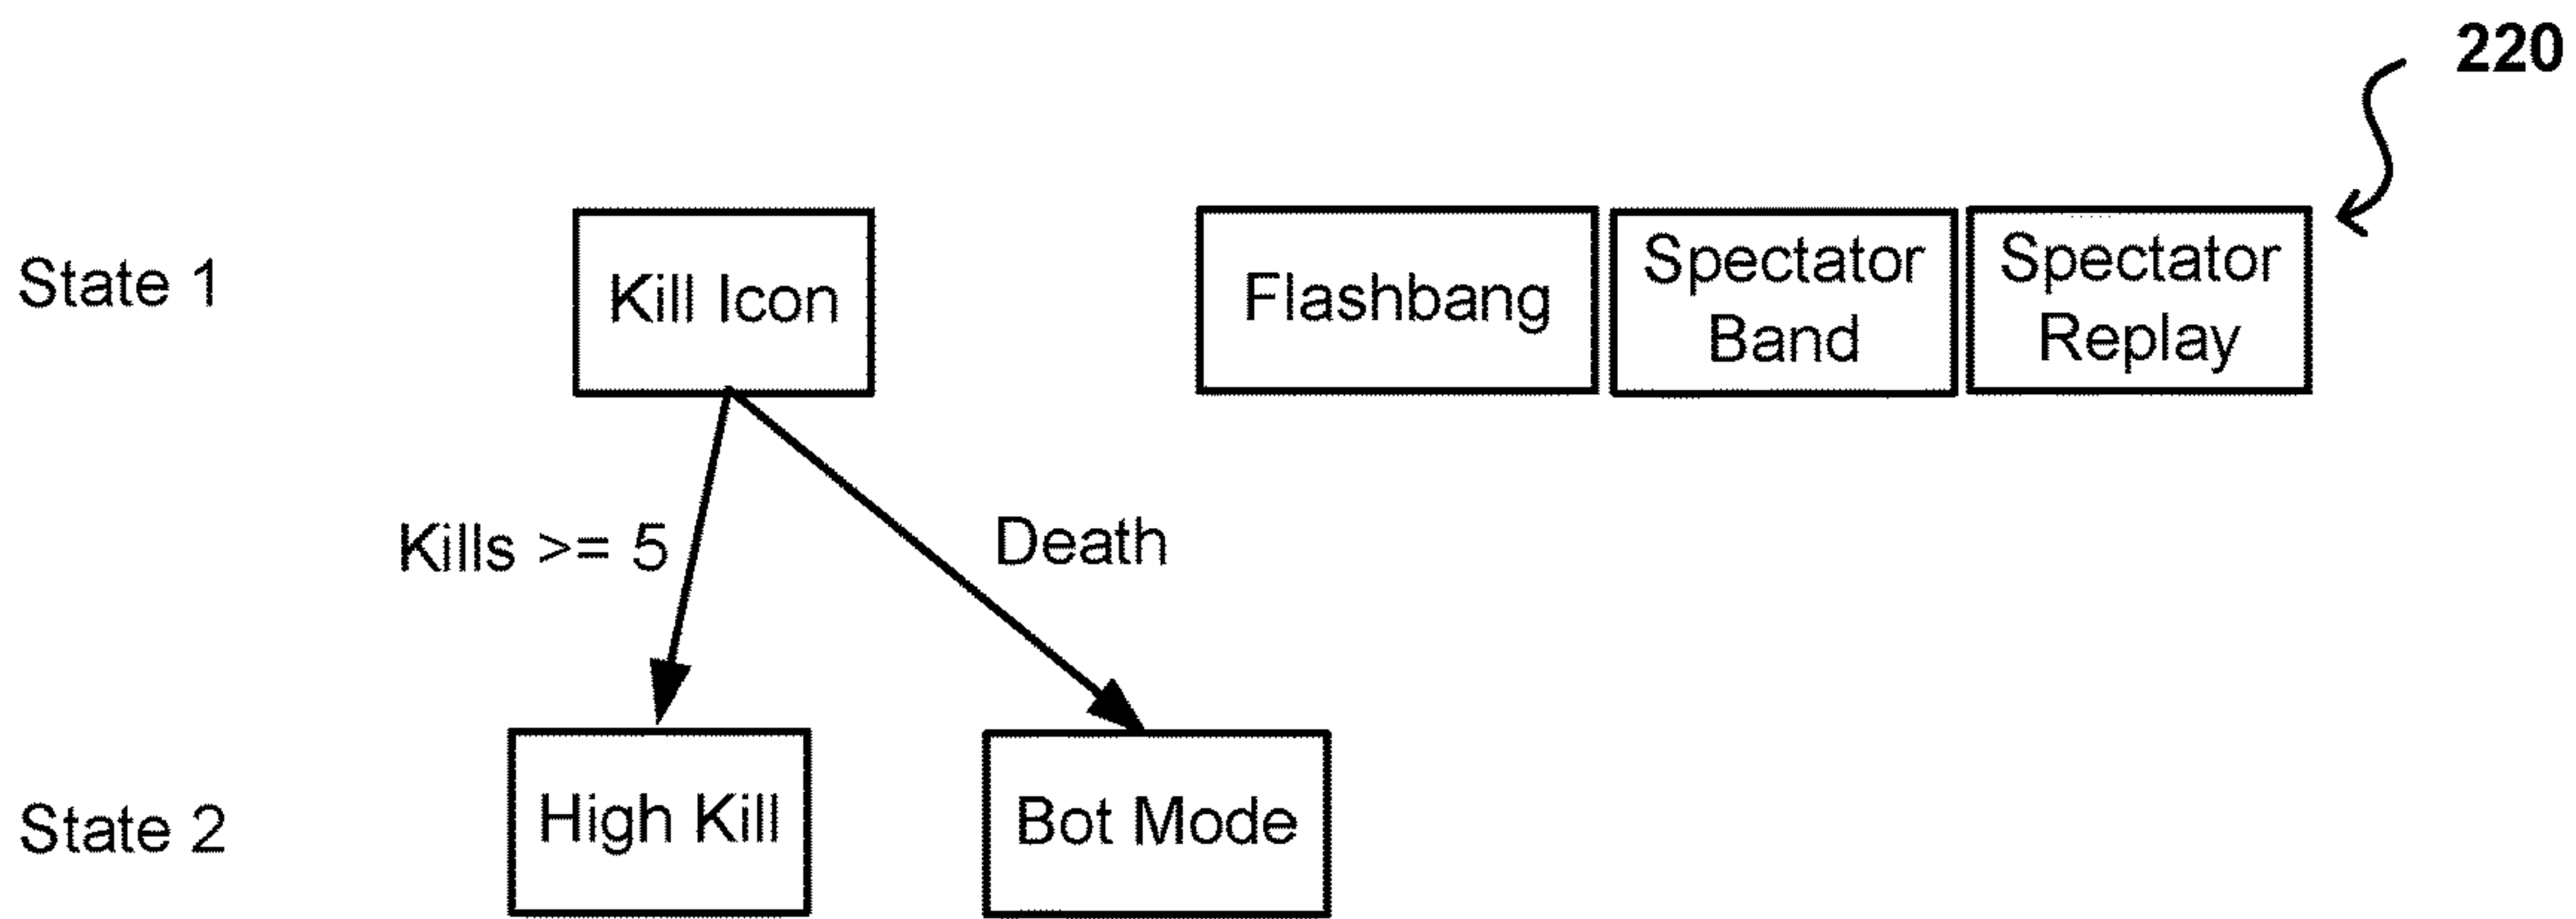 220
State 1
Kill Icon
Flashbang
Spectator
Band
Spectator
Replay
Kills >= 5
Death
State 2
High Kill
Bot Mode